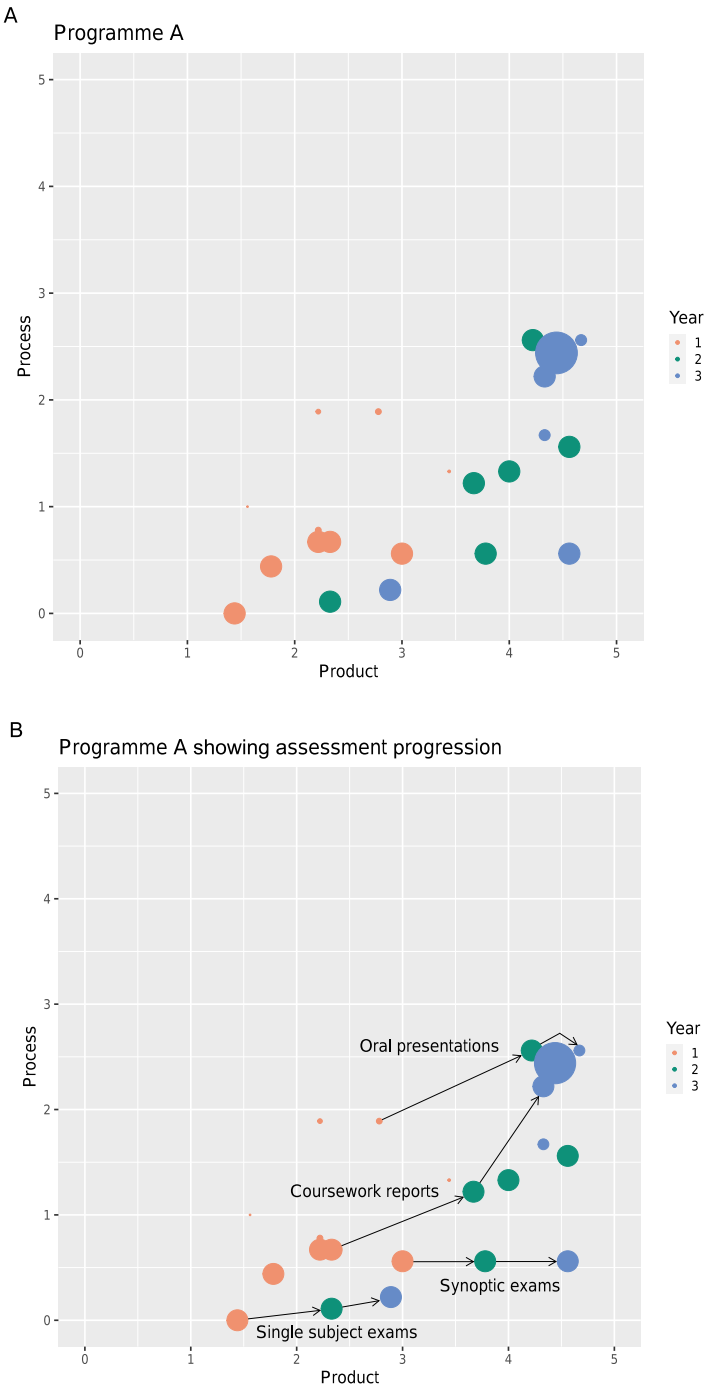 A
Programme A
5
4
3
2
1
0
Process
0 1 2 3 4 5
Product
Year
1
2
3
B
Programme A showing assessment progression
5
4
3
2
1
0
Process
Oral presentations
Coursework reports
Synoptic exams
Single subject exams
0 1 2 3 4 5
Product
Year
1
2
3